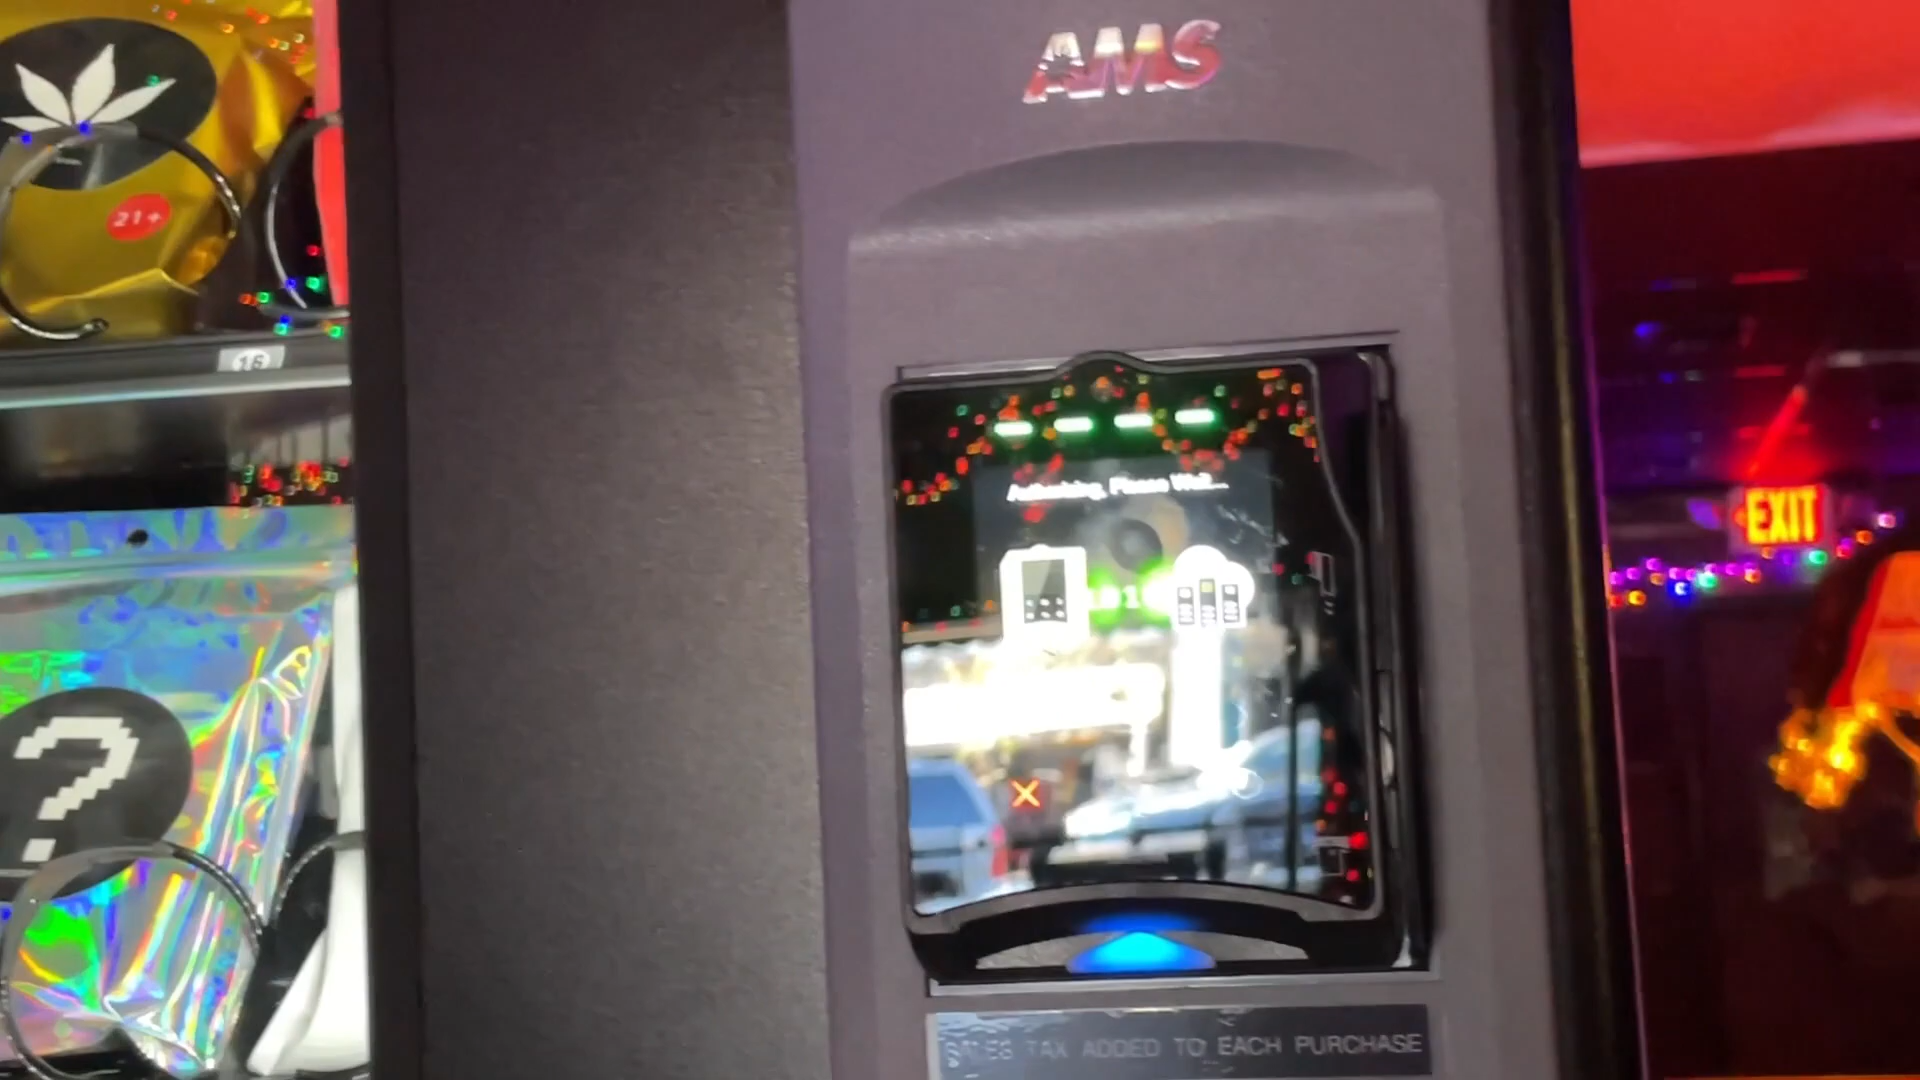 AMS
21+
16
Authorizing, Please Wait...
EXIT
?
SALES TAX ADDED TO EACH PURCHASE